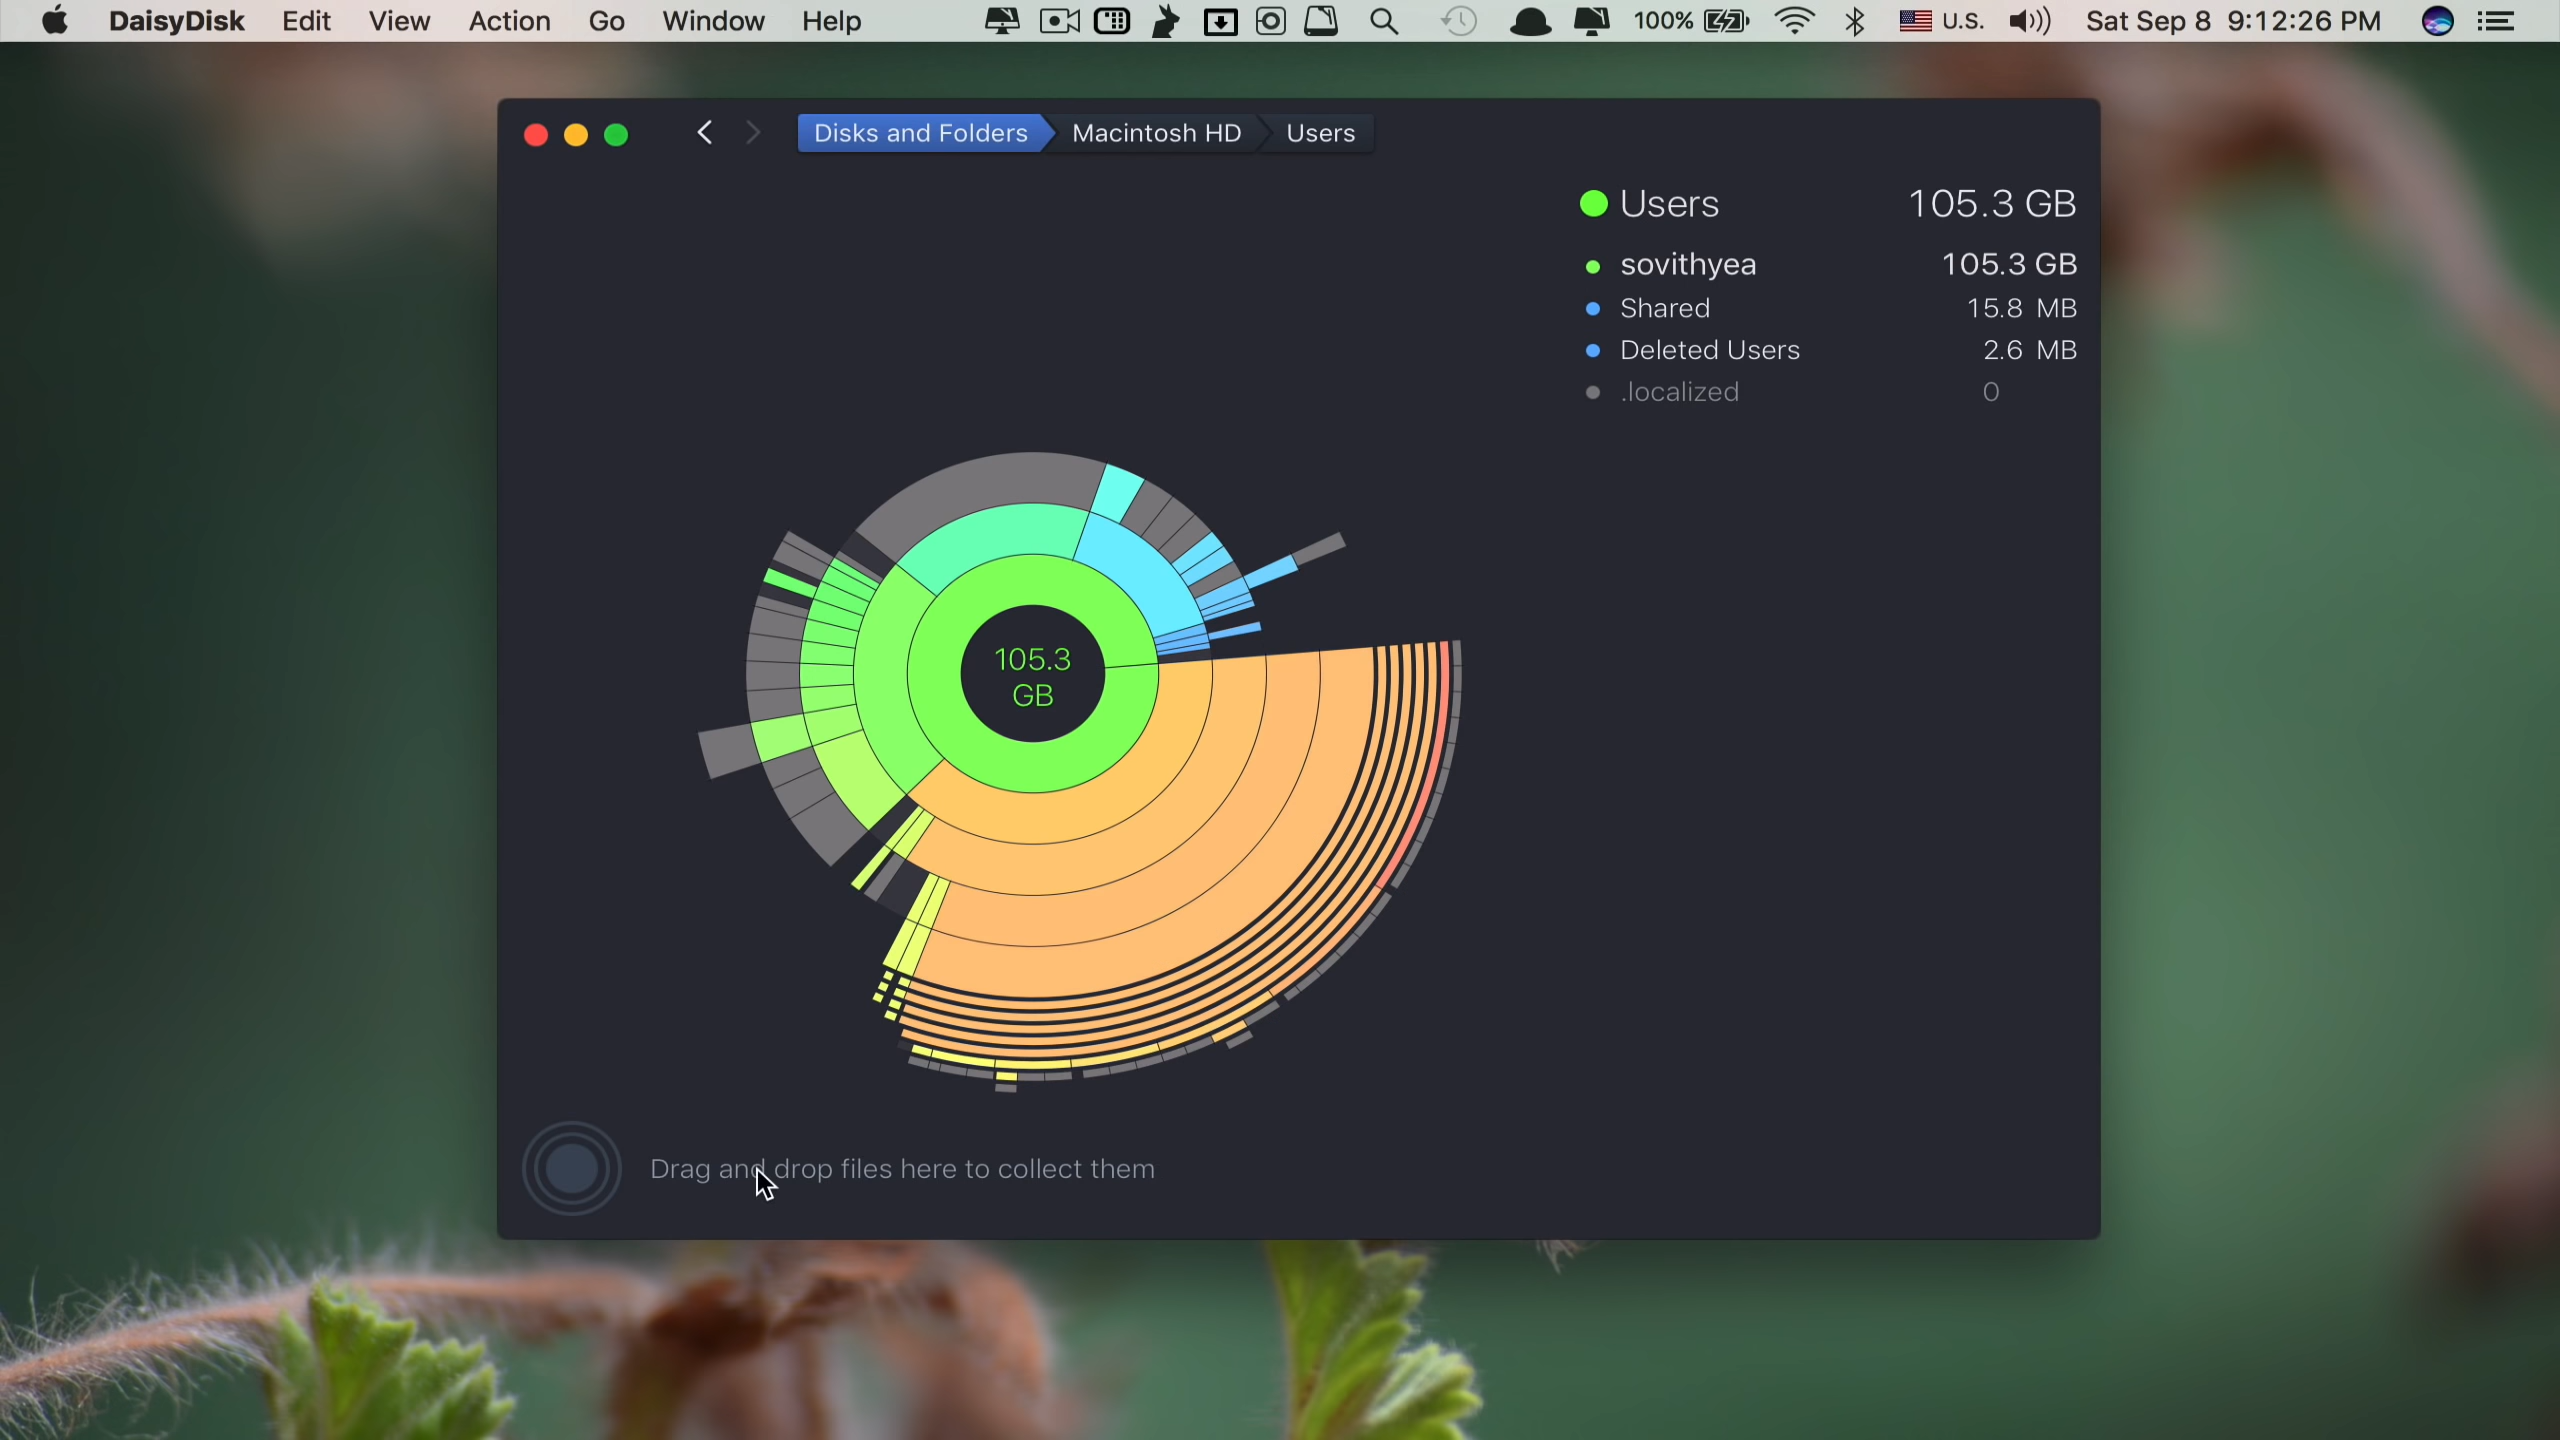 DaisyDisk Edit View Action Go Window Help 100% U.S. Sat Sep 8 9:12:26 PM
Disks and Folders Macintosh HD Users
Users 105.3 GB
sovithyea 105.3 GB
Shared 15.8 MB
Deleted Users 2.6 MB
.localized 0
105.3
GB
Drag and drop files here to collect them